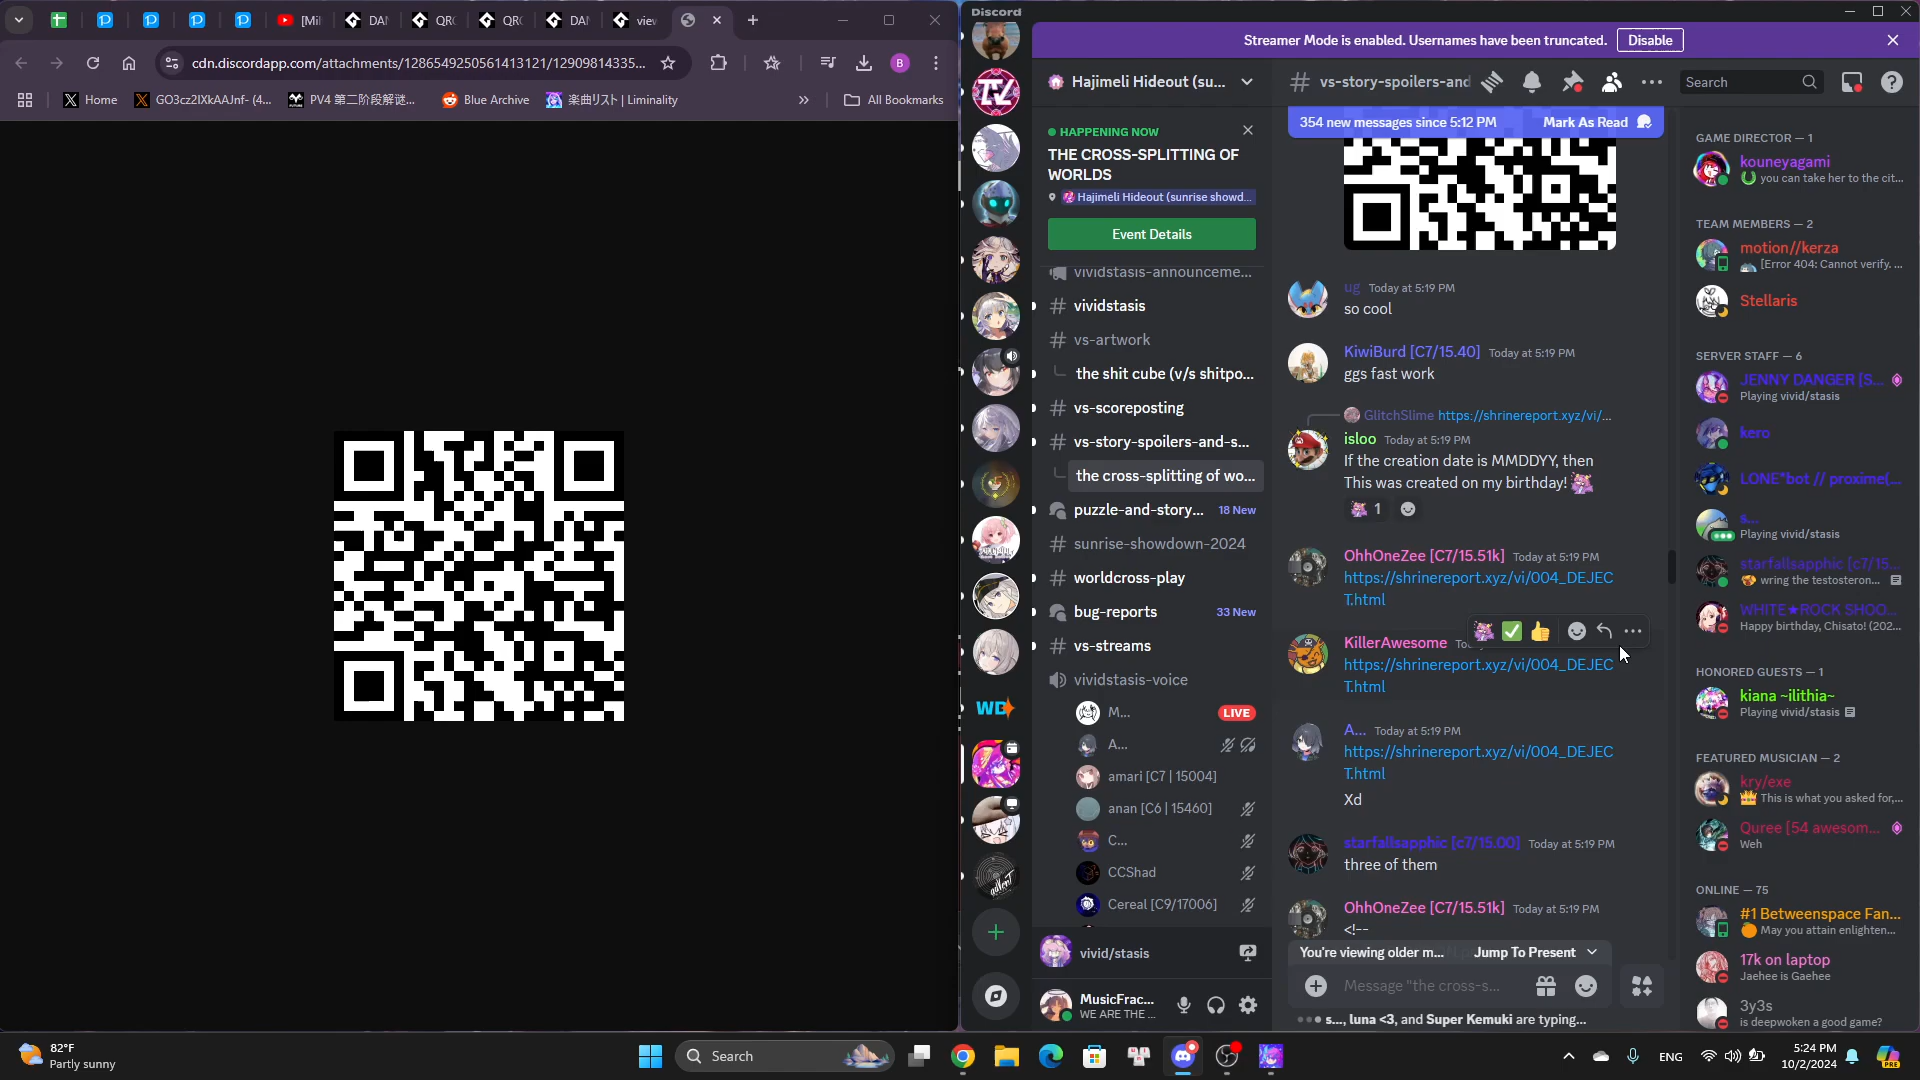 [Mil
DAN
QRC
QRC
DAN
view
cdn.discordapp.com/attachments/1286549250561413121/12909814335...
B
Home
GO3cz2IXkAAJnf- (4...
PV4 第二阶段解谜...
Blue Archive
楽曲リスト | Liminality
All Bookmarks
Discord
Streamer Mode is enabled. Usernames have been truncated.
Disable
Hajimeli Hideout (su...
HAPPENING NOW
THE CROSS-SPLITTING OF
WORLDS
Hajimeli Hideout (sunrise showd...
Event Details
vividstasis-announceme...
vividstasis
vs-artwork
the shit cube (v/s shitpo...
vs-scoreposting
vs-story-spoilers-and-s...
the cross-splitting of wo...
puzzle-and-story... 18 New
sunrise-showdown-2024
worldcross-play
bug-reports 33 New
vs-streams
vividstasis-voice
M... LIVE
A...
amari [C7 | 15004]
anan [C6 | 15460]
C...
CCShad
Cereal [C9/17006]
vivid/stasis
MusicFrac...
WE ARE THE ...
vs-story-spoilers-and
Search
354 new messages since 5:12 PM Mark As Read
ug Today at 5:19 PM
so cool
KiwiBurd [C7/15.40] Today at 5:19 PM
ggs fast work
GlitchSlime https://shrinereport.xyz/vi/...
isloo Today at 5:19 PM
If the creation date is MMDDYY, then
This was created on my birthday!
1
OhhOneZee [C7/15.51k] Today at 5:19 PM
https://shrinereport.xyz/vi/004_DEJEC
T.html
KillerAwesome
https://shrinereport.xyz/vi/004_DEJEC
T.html
A... Today at 5:19 PM
https://shrinereport.xyz/vi/004_DEJEC
T.html
Xd
starfallsapphic [c7/15.00] Today at 5:19 PM
three of them
OhhOneZee [C7/15.51k] Today at 5:19 PM
<!--
You're viewing older m... Jump To Present
Message "the cross-s...
s..., luna <3, and Super Kemuki are typing...
GAME DIRECTOR — 1
kouneyagami
you can take her to the cit...
TEAM MEMBERS — 2
motion//kerza
[Error 404: Cannot verify. ...
Stellaris
SERVER STAFF — 6
JENNY DANGER [S...
Playing vivid/stasis
kero
LONE*bot // proxime(...
s...
Playing vivid/stasis
starfallsapphic [c7/15...
wring the testosteron...
WHITE★ROCK SHOO...
Happy birthday, Chisato! (202...
HONORED GUESTS — 1
kiana ~ilithia~
Playing vivid/stasis
FEATURED MUSICIAN — 2
kry/exe
This is what you asked for,...
Quree [54 awesom...
Weh
ONLINE — 75
#1 Betweenspace Fan...
May you attain enlighten...
17k on laptop
Jaehee is Gaehee
3y3s
is deepwoken a good game?
82°F
Partly sunny
Search
ENG
5:24 PM
10/2/2024